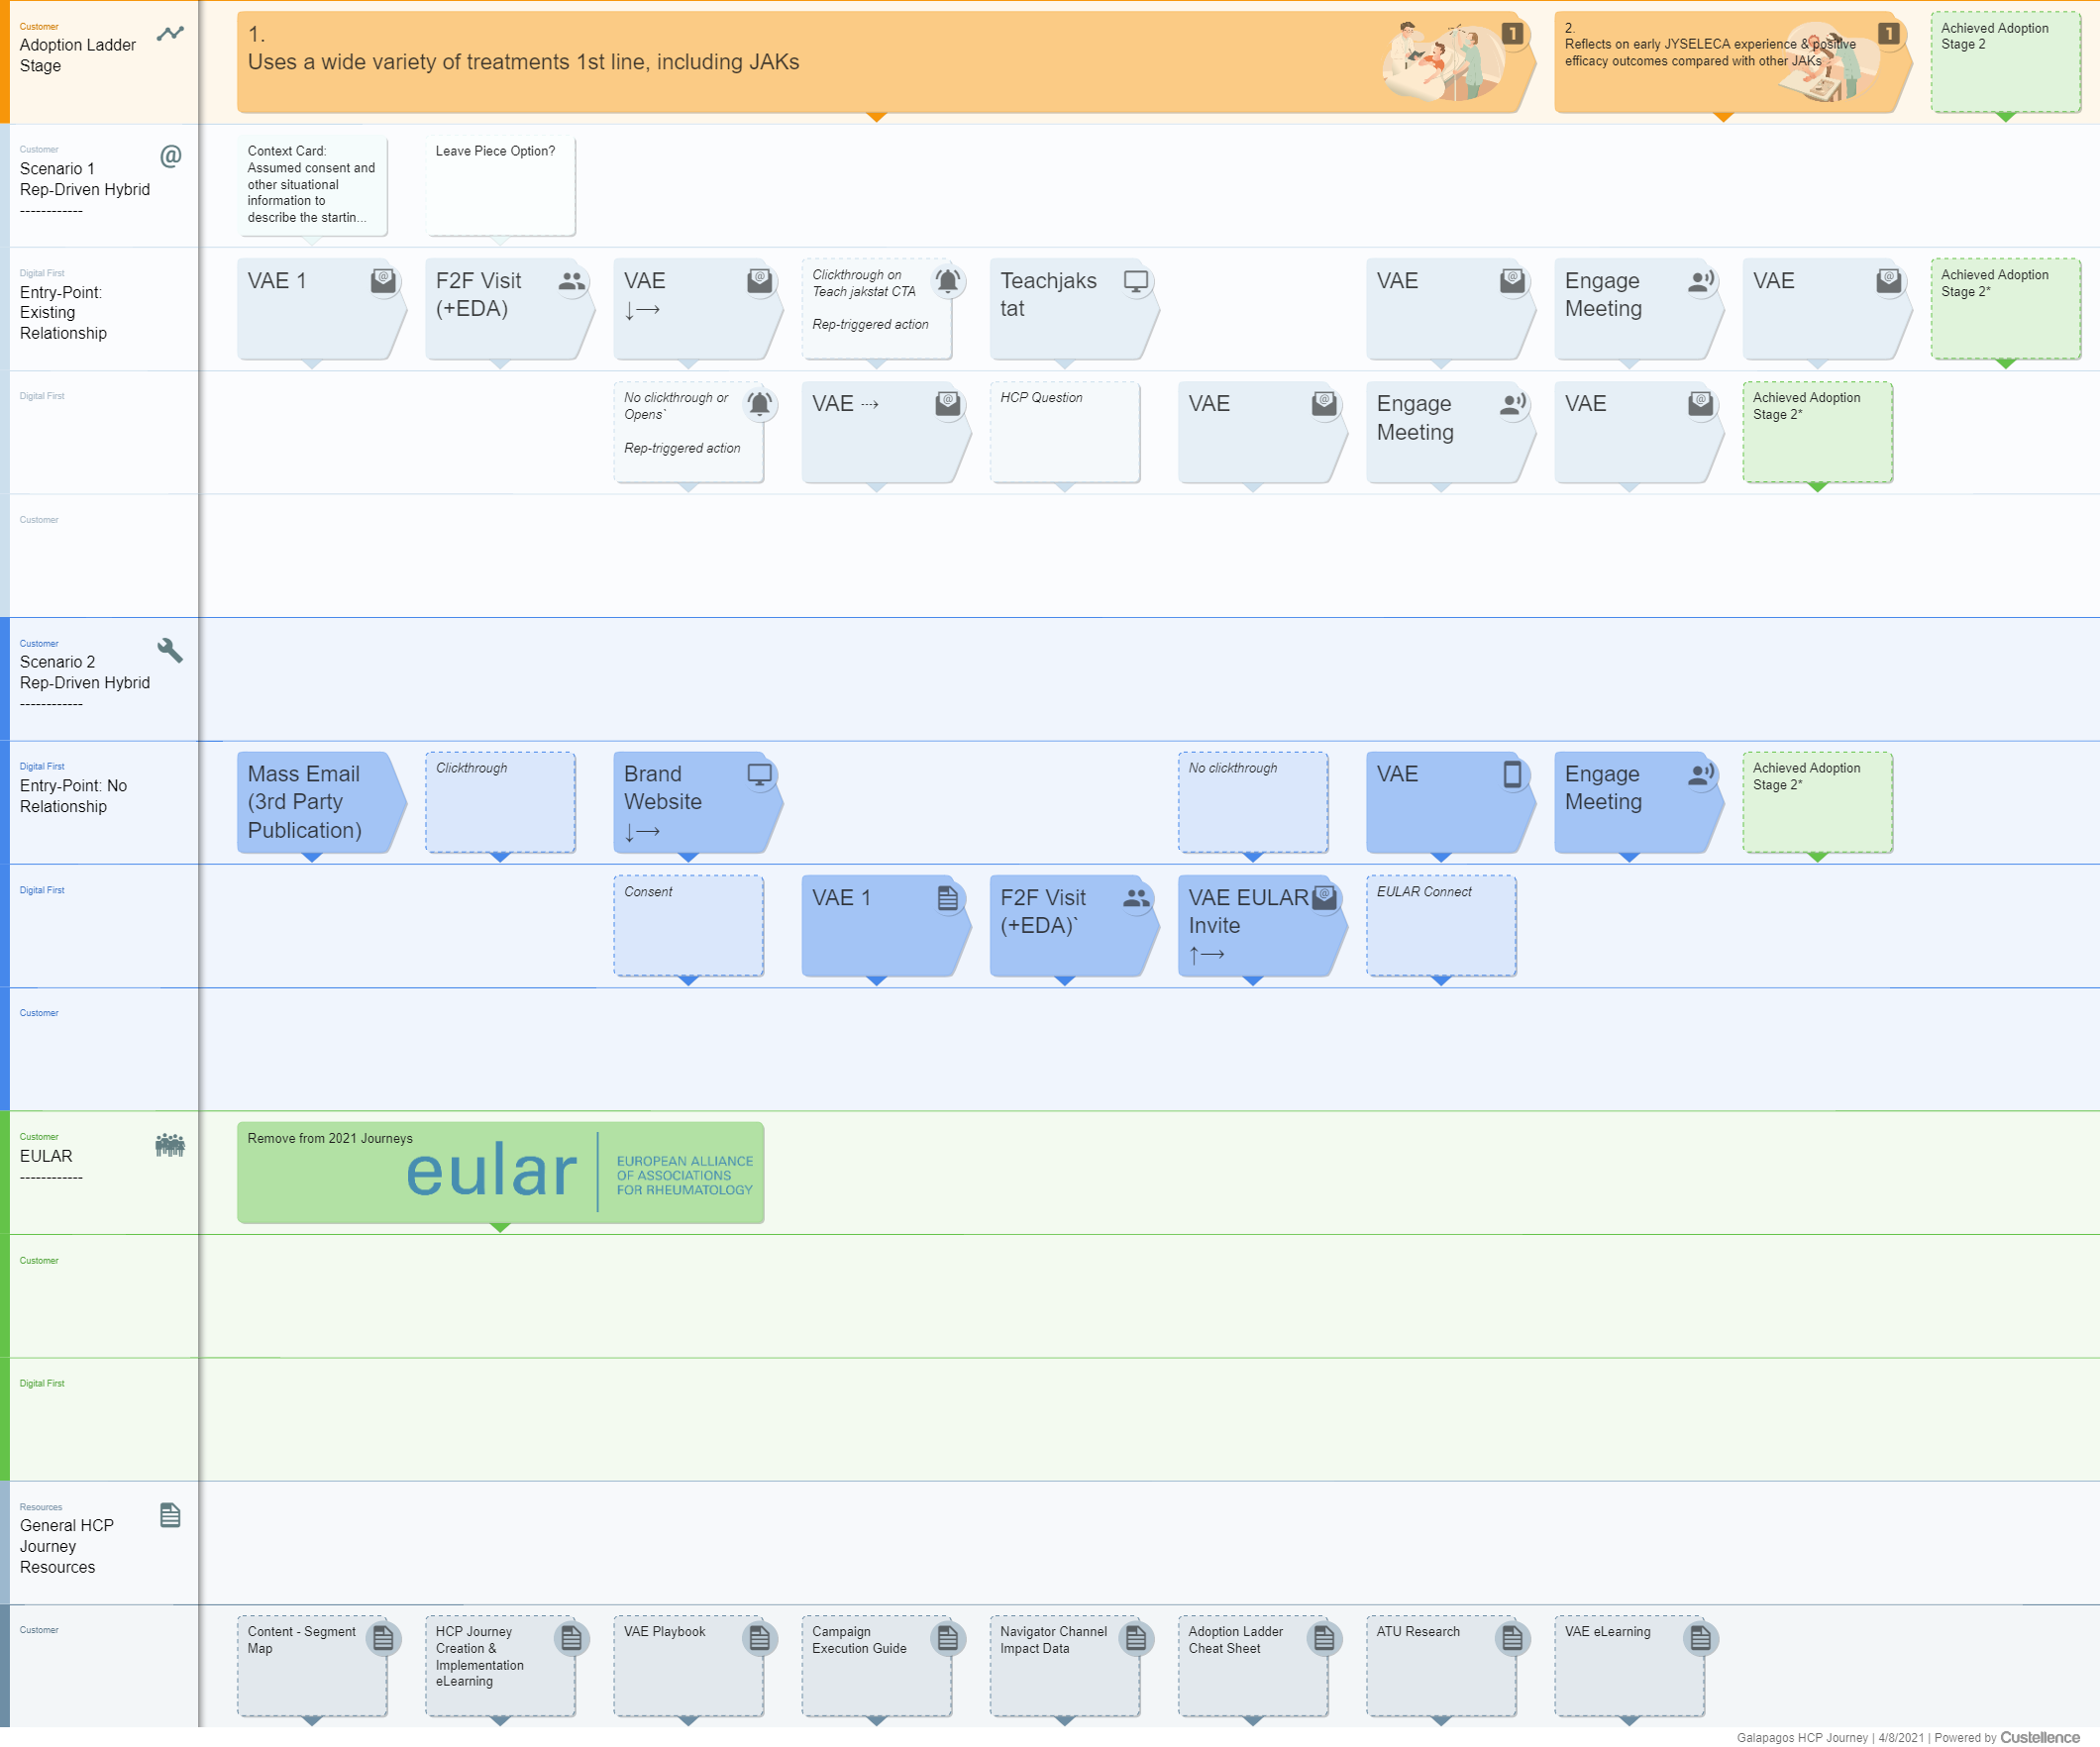 Customer
Adoption Ladder
Stage
1.
Uses a wide variety of treatments 1st line, including JAKs
1
2.
Reflects on early JYSELECA experience & positive
efficacy outcomes compared with other JAKs
1
Achieved Adoption
Stage 2
Customer
Scenario 1
Rep-Driven Hybrid
------------
@
Context Card:
Assumed consent and
other situational
information to
describe the startin...
Leave Piece Option?
Digital First
Entry-Point:
Existing
Relationship
VAE 1
F2F Visit
(+EDA)
VAE
↓→
Clickthrough on
Teach jakstat CTA
Rep-triggered action
Teachjaks
tat
VAE
Engage
Meeting
VAE
Achieved Adoption
Stage 2*
Digital First
No clickthrough or
Opens`
Rep-triggered action
VAE ⇢
HCP Question
VAE
Engage
Meeting
VAE
Achieved Adoption
Stage 2*
Customer
Customer
Scenario 2
Rep-Driven Hybrid
------------
Digital First
Entry-Point: No
Relationship
Mass Email
(3rd Party
Publication)
Clickthrough
Brand
Website
↓→
No clickthrough
VAE
Engage
Meeting
Achieved Adoption
Stage 2*
Digital First
Consent
VAE 1
F2F Visit
(+EDA)`
VAE EULAR
Invite
↑→
EULAR Connect
Customer
Customer
EULAR
------------
Remove from 2021 Journeys
eular
EUROPEAN ALLIANCE
OF ASSOCIATIONS
FOR RHEUMATOLOGY
Customer
Digital First
Resources
General HCP
Journey
Resources
Customer
Content - Segment
Map
HCP Journey
Creation &
Implementation
eLearning
VAE Playbook
Campaign
Execution Guide
Navigator Channel
Impact Data
Adoption Ladder
Cheat Sheet
ATU Research
VAE eLearning
Galapagos HCP Journey | 4/8/2021 | Powered by Custellence